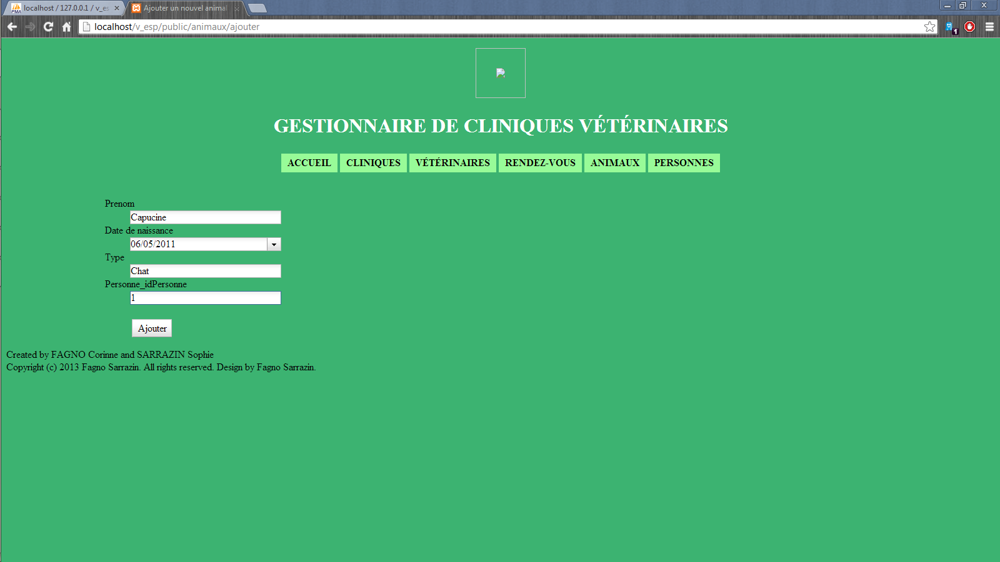 localhost / 127.0.0.1 / v_es
Ajouter un nouvel animal
localhost/v_esp/public/animaux/ajouter
1
GESTIONNAIRE DE CLINIQUES VÉTÉRINAIRES
ACCUEIL CLINIQUES VÉTÉRINAIRES RENDEZ-VOUS ANIMAUX PERSONNES
Prenom
Capucine
Date de naissance
06/05/2011
Type
Chat
Personne_idPersonne
1
Ajouter
Created by FAGNO Corinne and SARRAZIN Sophie
Copyright (c) 2013 Fagno Sarrazin. All rights reserved. Design by Fagno Sarrazin.